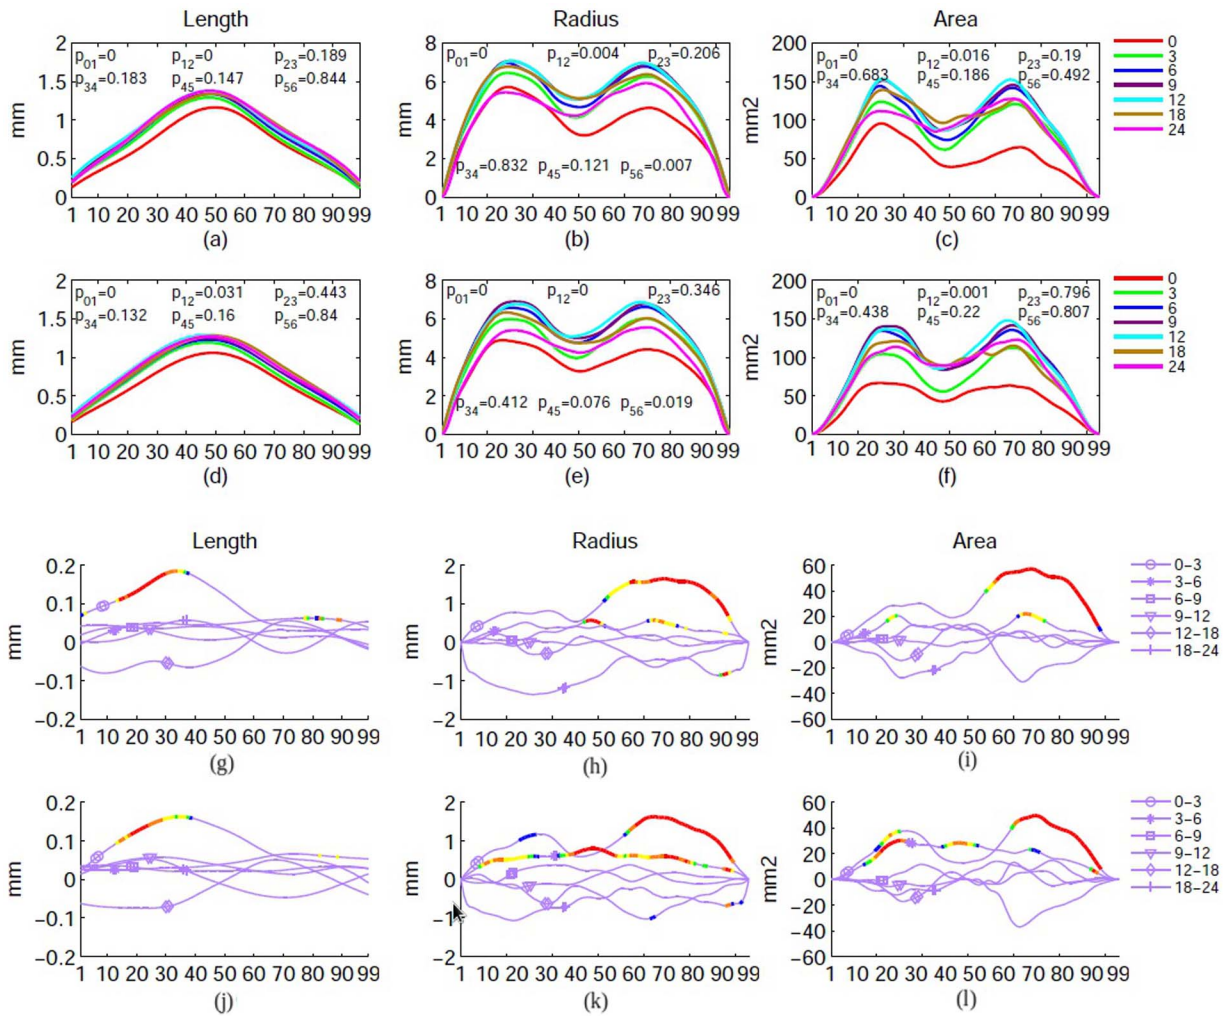 Length Radius Area
2 1.5 1 0.5 0
mm
p01=0 p12=0 p23=0.189
p34=0.183 p45=0.147 p56=0.844
1 10 20 30 40 50 60 70 80 90 99
(a)
8 6 4 2 0
mm
p01=0 p12=0.004 p23=0.206
p34=0.832 p45=0.121 p56=0.007
1 10 20 30 40 50 60 70 80 90 99
(b)
200 150 100 50 0
mm2
p01=0 p12=0.016 p23=0.19
p34=0.683 p45=0.186 p56=0.492
1 10 20 30 40 50 60 70 80 90 99
(c)
0
3
6
9
12
18
24
2 1.5 1 0.5 0
mm
p01=0 p12=0.031 p23=0.443
p34=0.132 p45=0.16 p56=0.84
1 10 20 30 40 50 60 70 80 90 99
(d)
8 6 4 2 0
mm
p01=0 p12=0 p23=0.346
p34=0.412 p45=0.076 p56=0.019
1 10 20 30 40 50 60 70 80 90 99
(e)
200 150 100 50 0
mm2
p01=0 p12=0.001 p23=0.796
p34=0.438 p45=0.22 p56=0.807
1 10 20 30 40 50 60 70 80 90 99
(f)
0
3
6
9
12
18
24
Length Radius Area
0.2 0.1 0 −0.1 −0.2
mm
1 10 20 30 40 50 60 70 80 90 99
(g)
2 1 0 −1 −2
mm
1 10 20 30 40 50 60 70 80 90 99
(h)
60 40 20 0 −20 −40 −60
mm2
1 10 20 30 40 50 60 70 80 90 99
(i)
0−3
3−6
6−9
9−12
12−18
18−24
0.2 0.1 0 −0.1 −0.2
mm
1 10 20 30 40 50 60 70 80 90 99
(j)
2 1 0 −1 −2
mm
1 10 20 30 40 50 60 70 80 90 99
(k)
60 40 20 0 −20 −40 −60
mm2
1 10 20 30 40 50 60 70 80 90 99
(l)
0−3
3−6
6−9
9−12
12−18
18−24